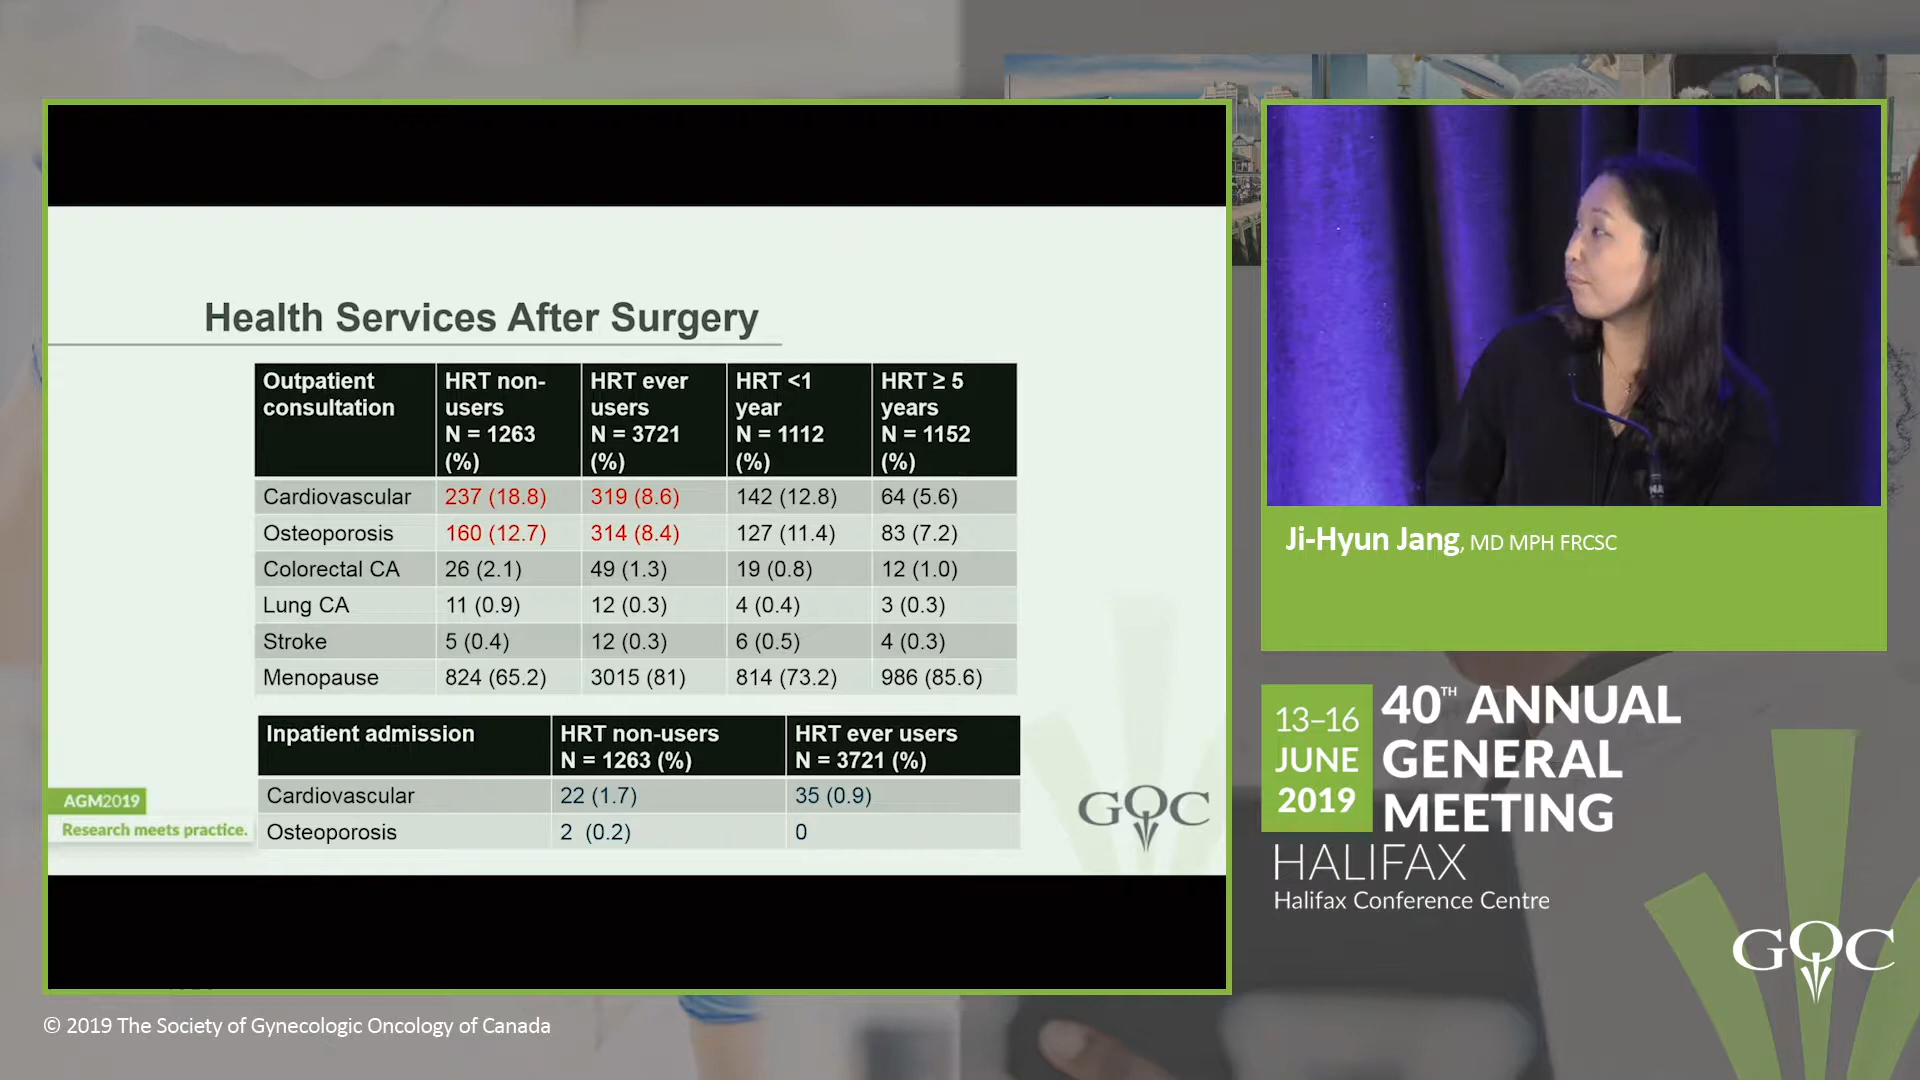 Health Services After Surgery
Outpatient consultation | HRT non-users N = 1263 (%) | HRT ever users N = 3721 (%) | HRT <1 year N = 1112 (%) | HRT ≥ 5 years N = 1152 (%)
Cardiovascular | 237 (18.8) | 319 (8.6) | 142 (12.8) | 64 (5.6)
Osteoporosis | 160 (12.7) | 314 (8.4) | 127 (11.4) | 83 (7.2)
Colorectal CA | 26 (2.1) | 49 (1.3) | 19 (0.8) | 12 (1.0)
Lung CA | 11 (0.9) | 12 (0.3) | 4 (0.4) | 3 (0.3)
Stroke | 5 (0.4) | 12 (0.3) | 6 (0.5) | 4 (0.3)
Menopause | 824 (65.2) | 3015 (81) | 814 (73.2) | 986 (85.6)
Inpatient admission | HRT non-users N = 1263 (%) | HRT ever users N = 3721 (%)
Cardiovascular | 22 (1.7) | 35 (0.9)
Osteoporosis | 2 (0.2) | 0
AGM2019
Research meets practice.
GOC
Ji-Hyun Jang, MD MPH FRCSC
13–16
JUNE
2019
40TH ANNUAL
GENERAL
MEETING
HALIFAX
Halifax Conference Centre
GOC
© 2019 The Society of Gynecologic Oncology of Canada